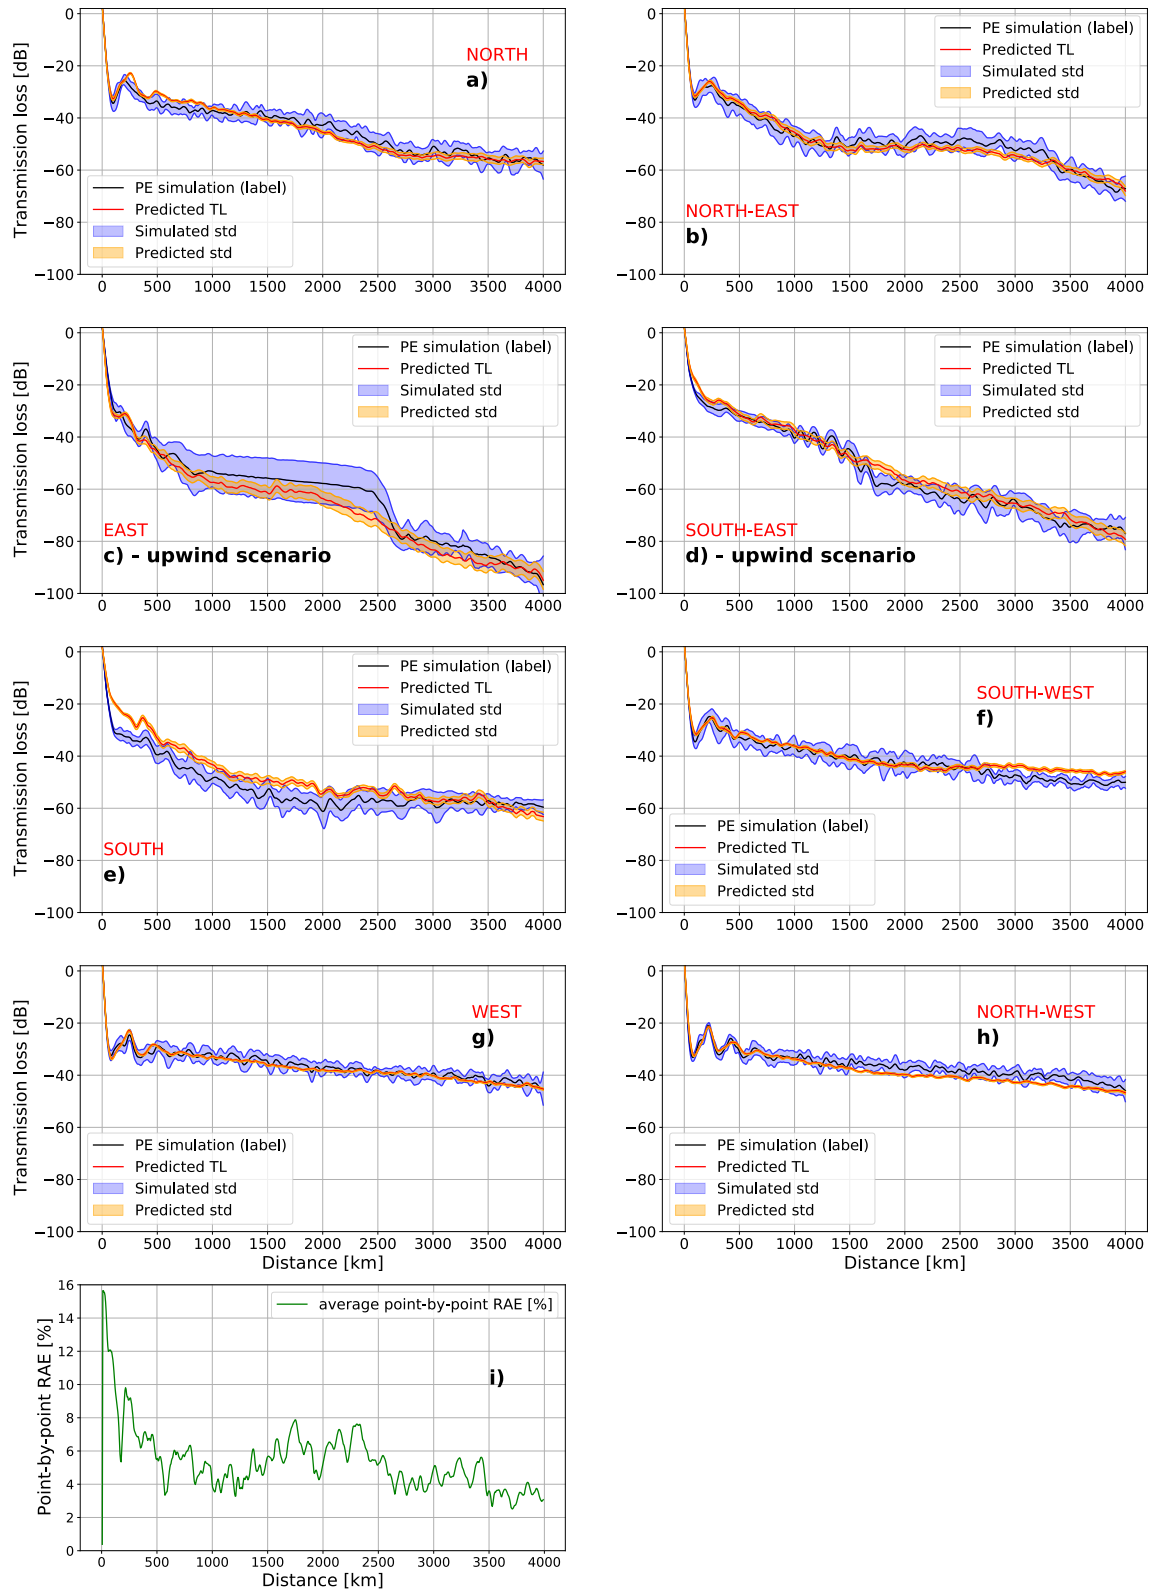 0
−20
−40
−60
−80
−100
Transmission loss [dB]
NORTH
a)
PE simulation (label)
Predicted TL
Simulated std
Predicted std
0 500 1000 1500 2000 2500 3000 3500 4000
0
−20
−40
−60
−80
−100
PE simulation (label)
Predicted TL
Simulated std
Predicted std
NORTH-EAST
b)
0 500 1000 1500 2000 2500 3000 3500 4000
0
−20
−40
−60
−80
−100
Transmission loss [dB]
PE simulation (label)
Predicted TL
Simulated std
Predicted std
EAST
c) - upwind scenario
0 500 1000 1500 2000 2500 3000 3500 4000
0
−20
−40
−60
−80
−100
PE simulation (label)
Predicted TL
Simulated std
Predicted std
SOUTH-EAST
d) - upwind scenario
0 500 1000 1500 2000 2500 3000 3500 4000
0
−20
−40
−60
−80
−100
Transmission loss [dB]
PE simulation (label)
Predicted TL
Simulated std
Predicted std
SOUTH
e)
0 500 1000 1500 2000 2500 3000 3500 4000
0
−20
−40
−60
−80
−100
SOUTH-WEST
f)
PE simulation (label)
Predicted TL
Simulated std
Predicted std
0 500 1000 1500 2000 2500 3000 3500 4000
0
−20
−40
−60
−80
−100
Transmission loss [dB]
WEST
g)
PE simulation (label)
Predicted TL
Simulated std
Predicted std
0 500 1000 1500 2000 2500 3000 3500 4000
Distance [km]
0
−20
−40
−60
−80
−100
NORTH-WEST
h)
PE simulation (label)
Predicted TL
Simulated std
Predicted std
0 500 1000 1500 2000 2500 3000 3500 4000
Distance [km]
16
14
12
10
8
6
4
2
0
Point-by-point RAE [%]
average point-by-point RAE [%]
i)
0 500 1000 1500 2000 2500 3000 3500 4000
Distance [km]